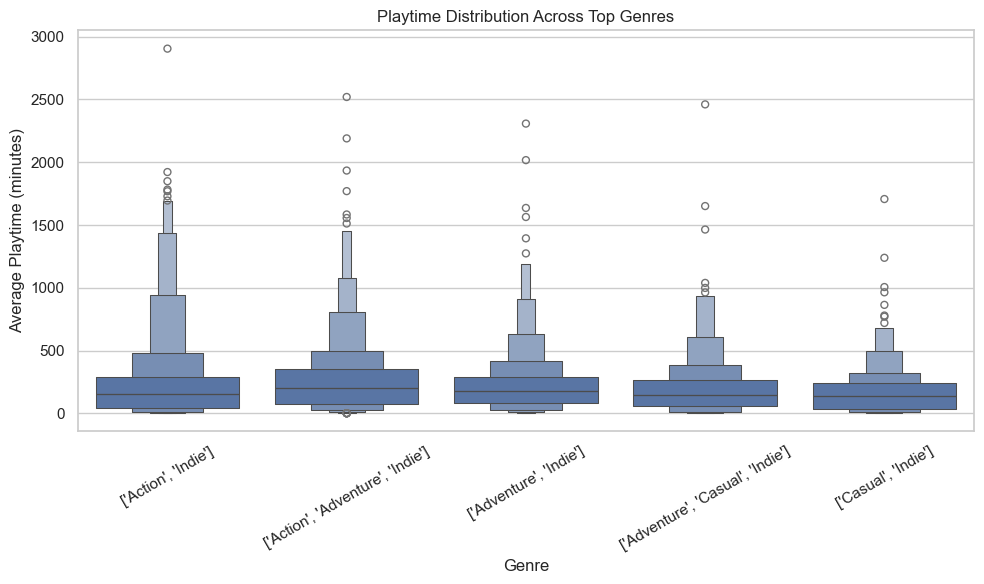 Playtime Distribution Across Top Genres
Average Playtime (minutes)
3000
2500
2000
1500
1000
500
0
['Action', 'Indie']
['Action', 'Adventure', 'Indie']
['Adventure', 'Indie']
['Adventure', 'Casual', 'Indie']
['Casual', 'Indie']
Genre